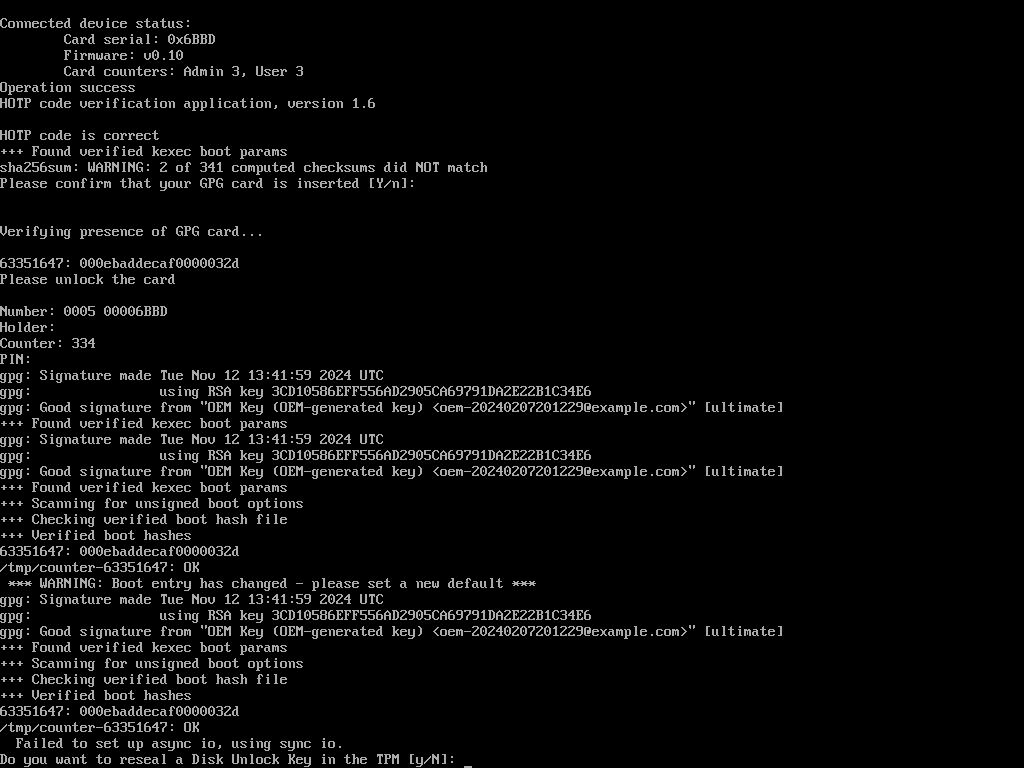 Connected device status:
        Card serial: 0x6BBD
        Firmware: v0.10
        Card counters: Admin 3, User 3
Operation success
HOTP code verification application, version 1.6
HOTP code is correct
+++ Found verified kexec boot params
sha256sum: WARNING: 2 of 341 computed checksums did NOT match
Please confirm that your GPG card is inserted [Y/n]:
Verifying presence of GPG card...
63351647: 000ebaddecaf0000032d
Please unlock the card
Number: 0005 00006BBD
Holder:
Counter: 334
PIN:
gpg: Signature made Tue Nov 12 13:41:59 2024 UTC
gpg:                using RSA key 3CD10586EFF556AD2905CA69791DA2E22B1C34E6
gpg: Good signature from "OEM Key (OEM-generated key) <oem-20240207201229@example.com>" [ultimate]
+++ Found verified kexec boot params
gpg: Signature made Tue Nov 12 13:41:59 2024 UTC
gpg:                using RSA key 3CD10586EFF556AD2905CA69791DA2E22B1C34E6
gpg: Good signature from "OEM Key (OEM-generated key) <oem-20240207201229@example.com>" [ultimate]
+++ Found verified kexec boot params
+++ Scanning for unsigned boot options
+++ Checking verified boot hash file
+++ Verified boot hashes
63351647: 000ebaddecaf0000032d
/tmp/counter-63351647: OK
 *** WARNING: Boot entry has changed - please set a new default ***
gpg: Signature made Tue Nov 12 13:41:59 2024 UTC
gpg:                using RSA key 3CD10586EFF556AD2905CA69791DA2E22B1C34E6
gpg: Good signature from "OEM Key (OEM-generated key) <oem-20240207201229@example.com>" [ultimate]
+++ Found verified kexec boot params
+++ Scanning for unsigned boot options
+++ Checking verified boot hash file
+++ Verified boot hashes
63351647: 000ebaddecaf0000032d
/tmp/counter-63351647: OK
  Failed to set up async io, using sync io.
Do you want to reseal a Disk Unlock Key in the TPM [y/N]: _